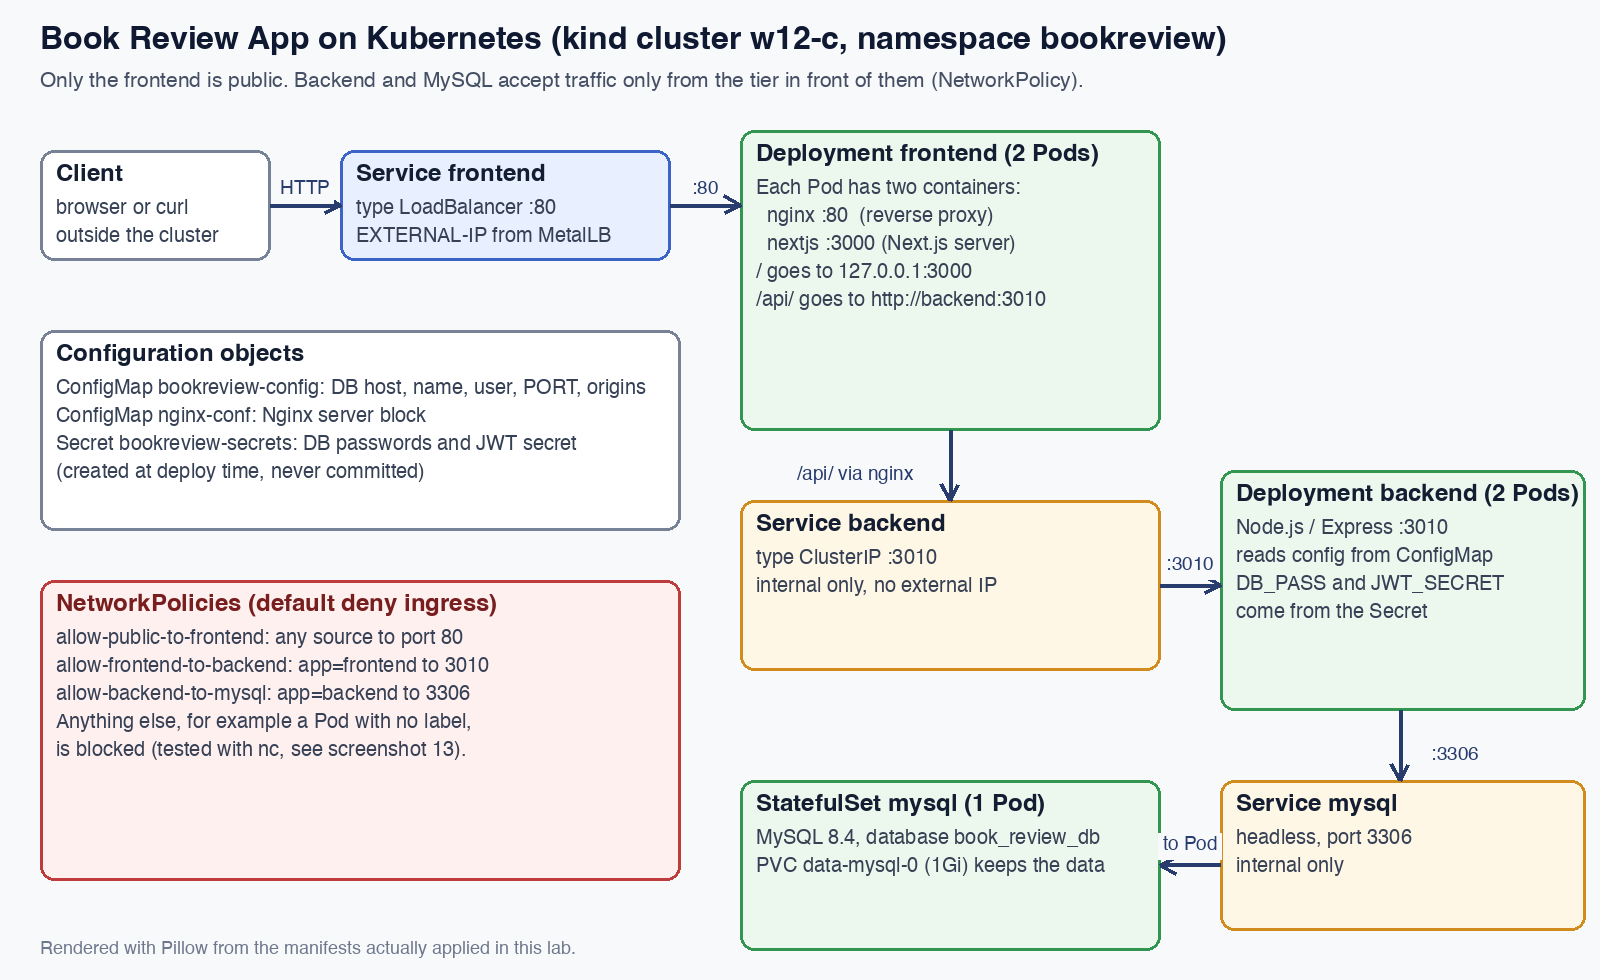 Book Review App on Kubernetes (kind cluster w12-c, namespace bookreview)
Only the frontend is public. Backend and MySQL accept traffic only from the tier in front of them (NetworkPolicy).
Client
browser or curl
outside the cluster
HTTP
Service frontend
type LoadBalancer :80
EXTERNAL-IP from MetalLB
:80
Deployment frontend (2 Pods)
Each Pod has two containers:
nginx :80  (reverse proxy)
nextjs :3000 (Next.js server)
/ goes to 127.0.0.1:3000
/api/ goes to http://backend:3010
Configuration objects
ConfigMap bookreview-config: DB host, name, user, PORT, origins
ConfigMap nginx-conf: Nginx server block
Secret bookreview-secrets: DB passwords and JWT secret
(created at deploy time, never committed)
/api/ via nginx
Service backend
type ClusterIP :3010
internal only, no external IP
:3010
Deployment backend (2 Pods)
Node.js / Express :3010
reads config from ConfigMap
DB_PASS and JWT_SECRET
come from the Secret
NetworkPolicies (default deny ingress)
allow-public-to-frontend: any source to port 80
allow-frontend-to-backend: app=frontend to 3010
allow-backend-to-mysql: app=backend to 3306
Anything else, for example a Pod with no label,
is blocked (tested with nc, see screenshot 13).
:3306
Service mysql
headless, port 3306
internal only
to Pod
StatefulSet mysql (1 Pod)
MySQL 8.4, database book_review_db
PVC data-mysql-0 (1Gi) keeps the data
Rendered with Pillow from the manifests actually applied in this lab.